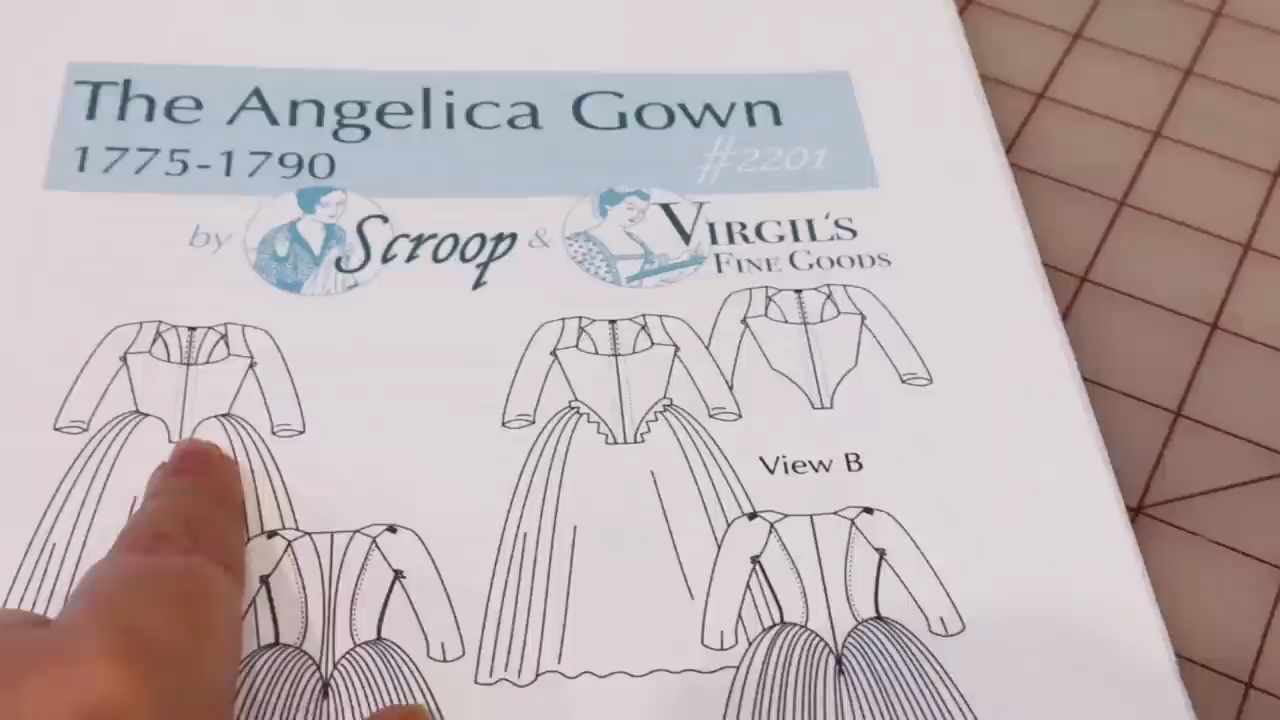 The Angelica Gown
1775-1790 #2201
by Scroop & VIRGIL'S
FINE GOODS
View B